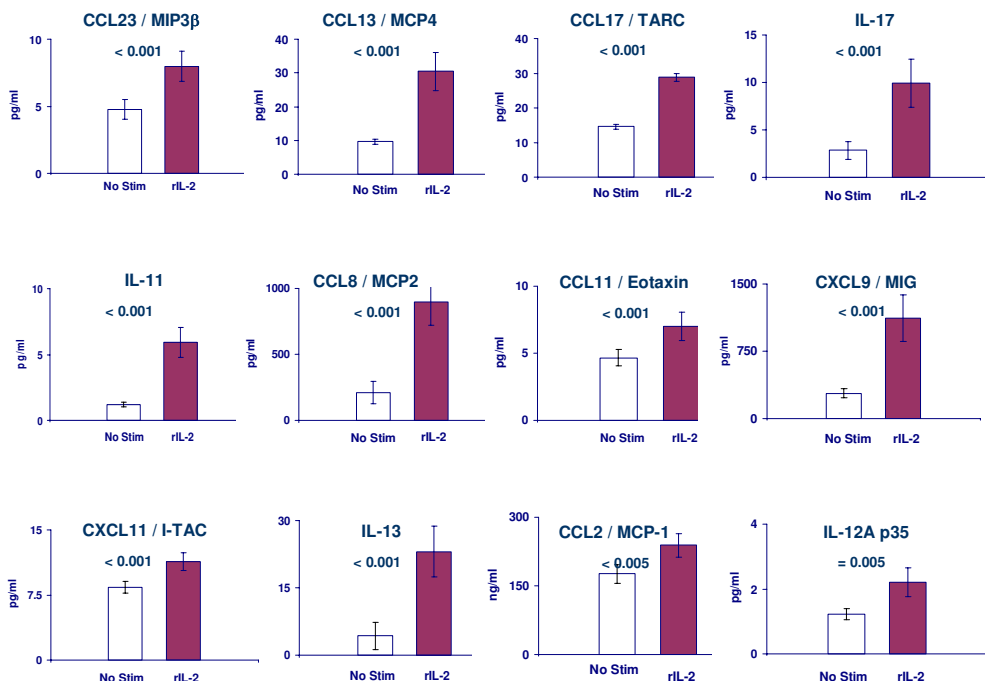 CCL23 / MIP3β
< 0.001
10
5
0
pg/ml
No Stim rIL-2
CCL13 / MCP4
< 0.001
40
30
20
10
0
pg/ml
No Stim rIL-2
CCL17 / TARC
< 0.001
40
30
20
10
0
pg/ml
No Stim rIL-2
IL-17
< 0.001
15
10
5
0
pg/ml
No Stim rIL-2
IL-11
< 0.001
10
5
0
pg/ml
No Stim rIL-2
CCL8 / MCP2
< 0.001
1000
500
0
pg/ml
No Stim rIL-2
CCL11 / Eotaxin
< 0.001
10
5
0
pg/ml
No Stim rIL-2
CXCL9 / MIG
< 0.001
1500
750
0
pg/ml
No Stim rIL-2
CXCL11 / I-TAC
< 0.001
15
7.5
0
pg/ml
No Stim rIL-2
IL-13
< 0.001
30
15
0
pg/ml
No Stim rIL-2
CCL2 / MCP-1
< 0.005
300
150
0
ng/ml
No Stim rIL-2
IL-12A p35
= 0.005
4
2
0
pg/ml
No Stim rIL-2